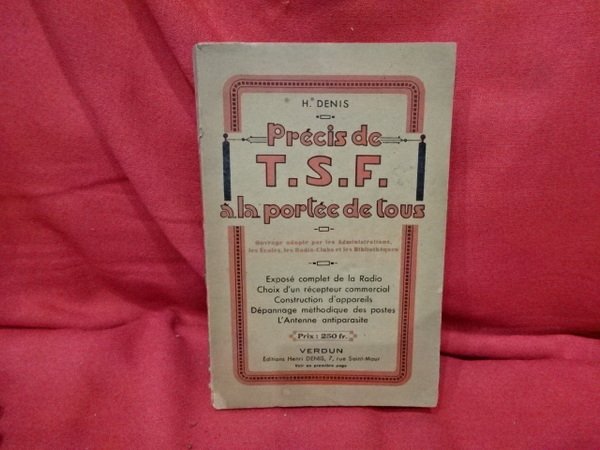 Hᵉ DENIS
Précis de
T.S.F.
à la portée de tous
Ouvrage adopté par les Administrations,
les Ecoles, les Radio-Clubs et les Bibliothèques
Exposé complet de la Radio
Choix d'un récepteur commercial
Construction d'appareils
Dépannage méthodique des postes
L'Antenne antiparasite
Prix : 250 fr.
VERDUN
Éditions Henri DENIS, 7, rue Saint-Maur
Voir en première page